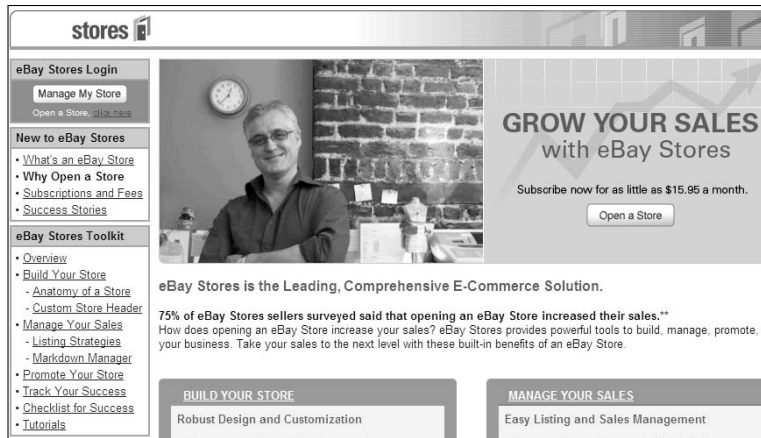 stores
eBay Stores Login
Manage My Store
Open a Store, click here
New to eBay Stores
• What's an eBay Store
• Why Open a Store
• Subscriptions and Fees
• Success Stories
eBay Stores Toolkit
• Overview
• Build Your Store
- Anatomy of a Store
- Custom Store Header
• Manage Your Sales
- Listing Strategies
- Markdown Manager
• Promote Your Store
• Track Your Success
• Checklist for Success
• Tutorials
GROW YOUR SALES
with eBay Stores
Subscribe now for as little as $15.95 a month.
Open a Store
eBay Stores is the Leading, Comprehensive E-Commerce Solution.
75% of eBay Stores sellers surveyed said that opening an eBay Store increased their sales.**
How does opening an eBay Store increase your sales? eBay Stores provides powerful tools to build, manage, promote,
your business. Take your sales to the next level with these built-in benefits of an eBay Store.
BUILD YOUR STORE
Robust Design and Customization
MANAGE YOUR SALES
Easy Listing and Sales Management